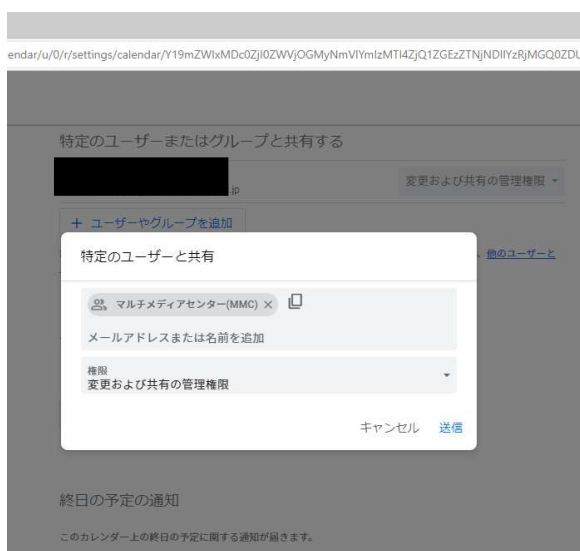 endar/u/0/r/settings/calendar/Y19mZWIxMDc0ZjI0ZWVjOGMyNmVlYmIzMTI4ZjQ1ZGEzZTNjNDllYzRjMGQ0ZDU
特定のユーザーまたはグループと共有する
.jp
変更および共有の管理権限
+ ユーザーやグループを追加
特定のユーザーと共有
、他のユーザーと
マルチメディアセンター(MMC) ×
メールアドレスまたは名前を追加
権限
変更および共有の管理権限
キャンセル 送信
終日の予定の通知
このカレンダー上の終日の予定に関する通知が届きます。